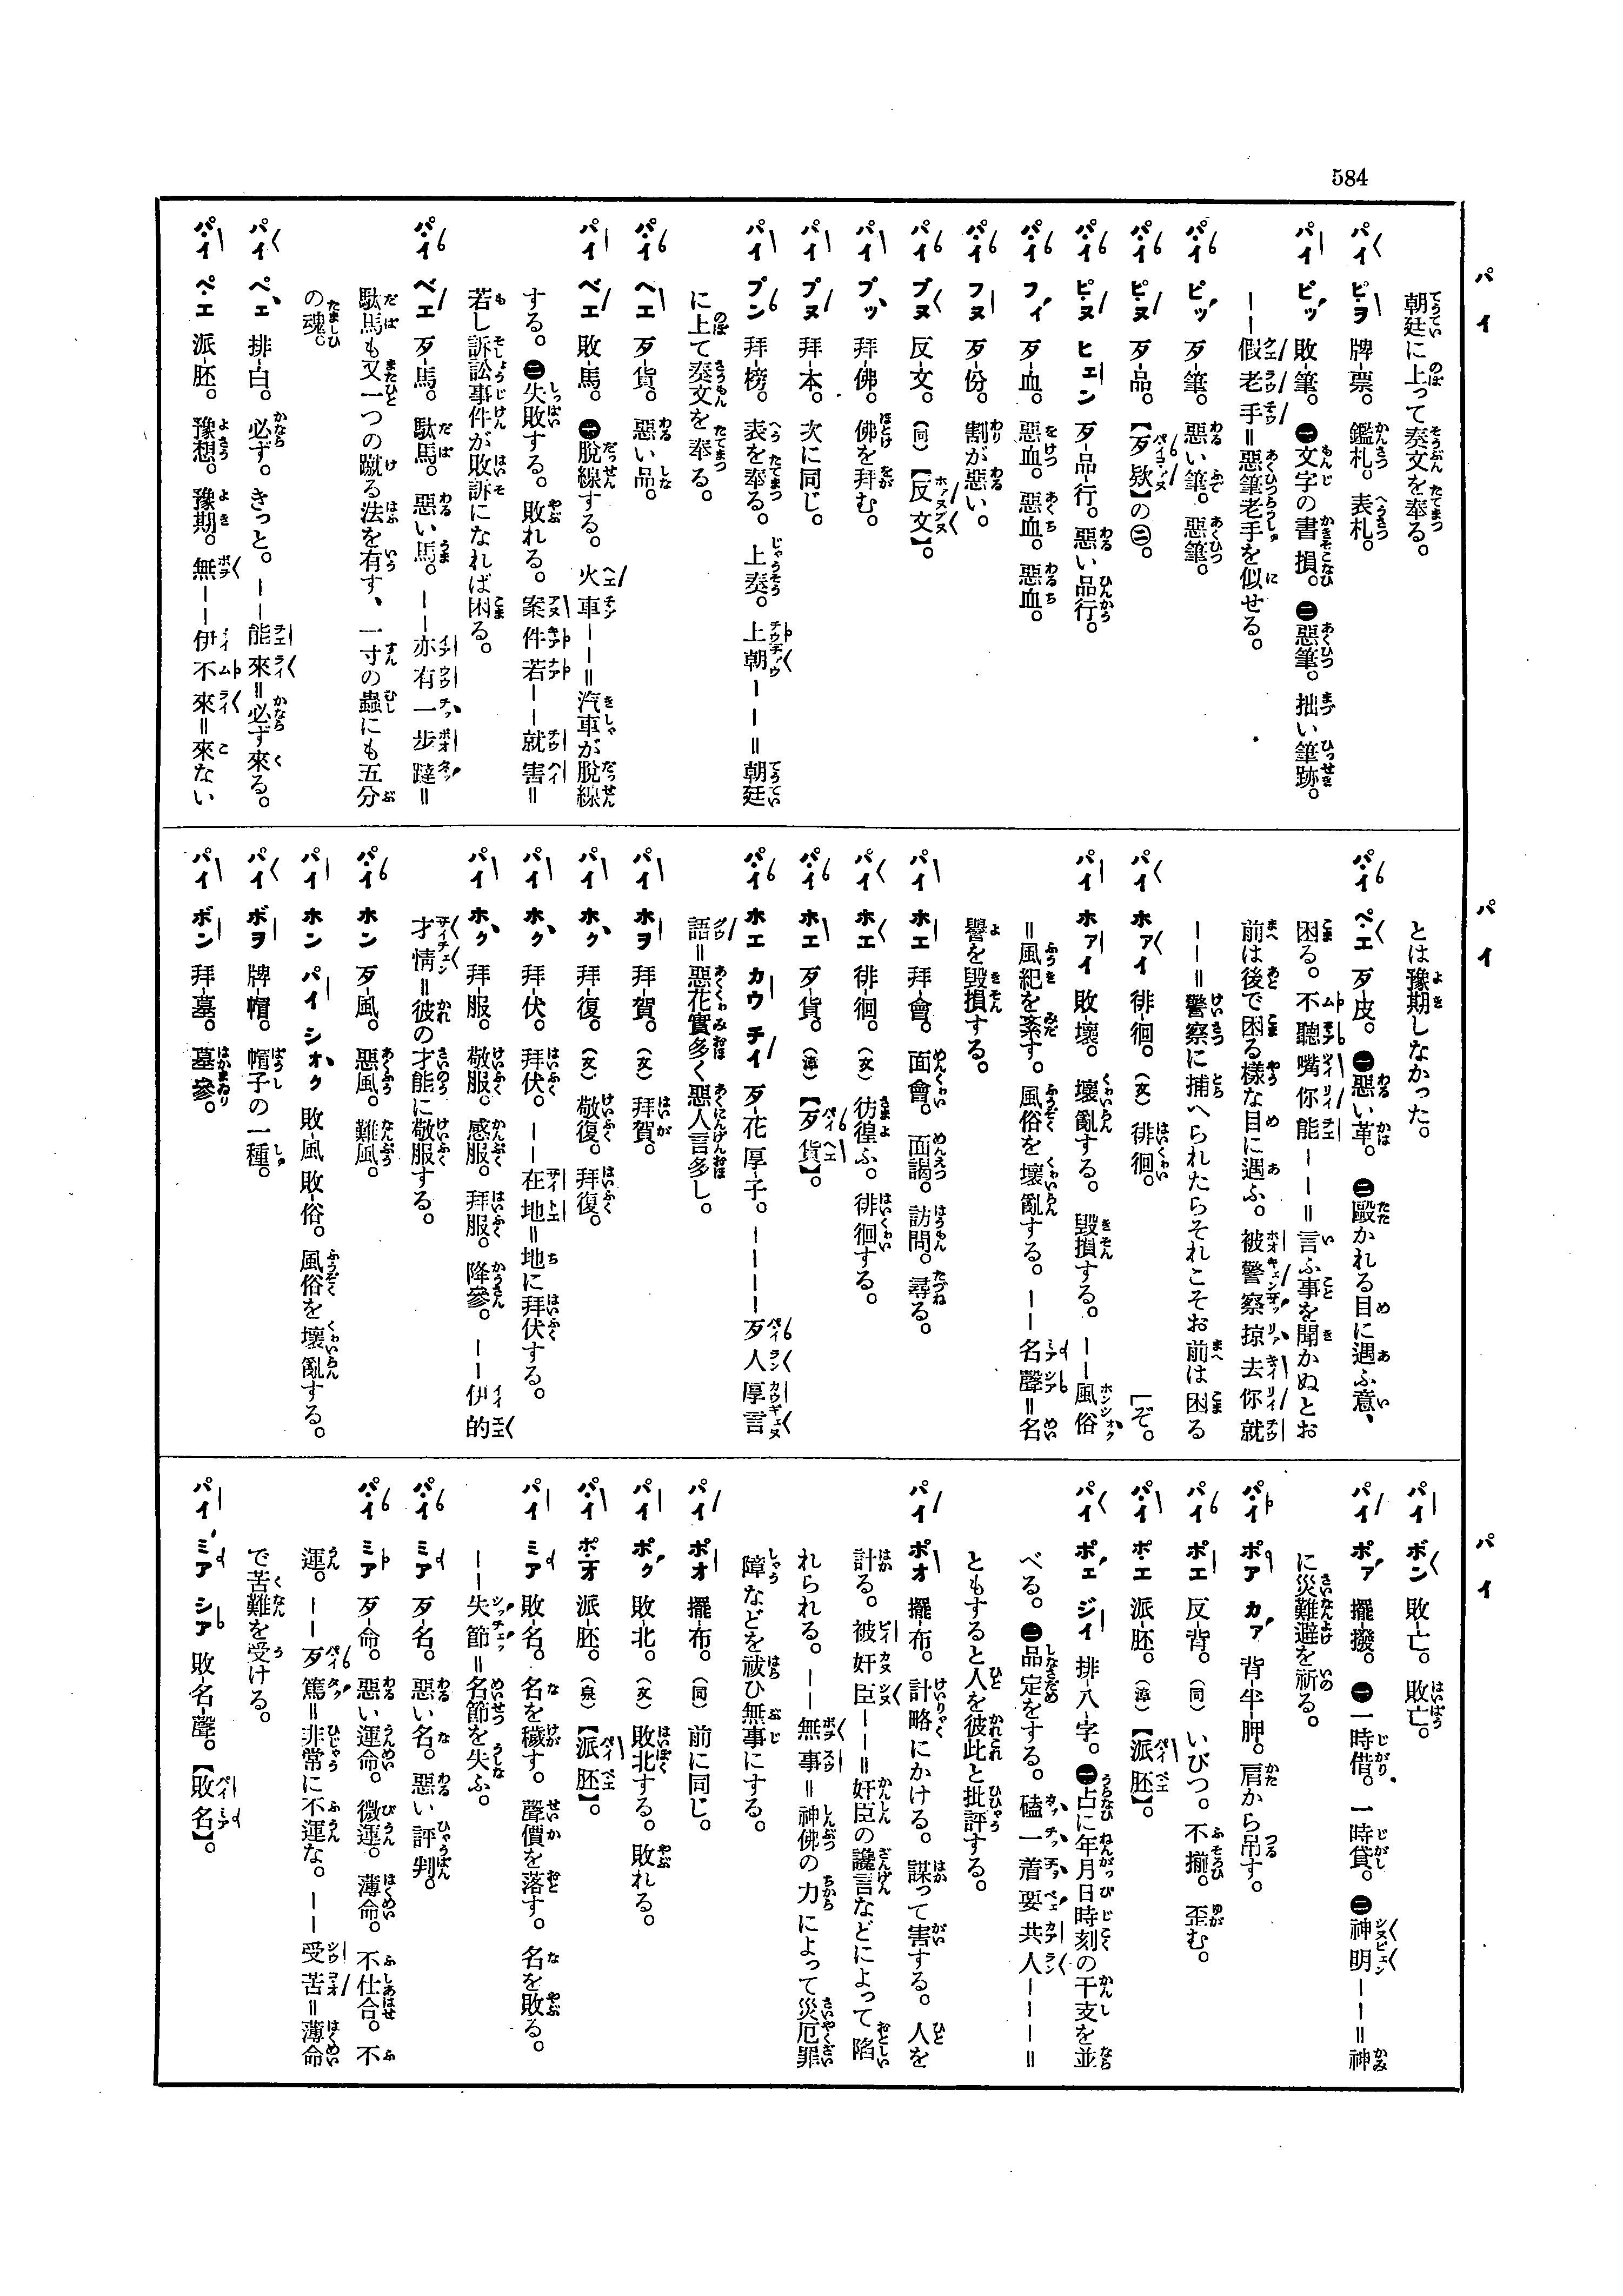 584
パイ
朝廷に上って奏文を奉る。
パイ ピヲ 牌-票。 鑑札。表札。
パイ ピッ 敗-筆。 ㊀文字の書損。 ㊁惡筆。拙い筆跡。
——假老手=惡筆老手を似せる。
パイ ピッ 歹-筆。 惡い筆。惡筆。
パイ ピヌ 歹-品。 【歹欵】の㊁。
パイ ピヌ ヒェン 歹-品-行。 惡い品行。
パイ フィ 歹-血。 惡血。惡血。惡血。
パイ フヌ 歹-份。 割が惡い。
パイ ブヌ 反-文。 (同)【反文】。
パイ プッ 拜-佛。 佛を拜む。
パイ プヌ 拜-本。 次に同じ。
パイ プン 拜-榜。 表を奉る。上奏。上朝——=朝廷
に上て奏文を奉る。
パイ ヘエ 歹-貨。 惡い品。
パイ ベエ 敗-馬。 ㊀脫線する。火車——=汽車が脫線
する。㊁失敗する。敗れる。案件若——就害=
若し訴訟事件が敗訴になれば困る。
パイ ベエ 歹-馬。 駄馬。惡い馬。——亦有一步躂=
駄馬も又一つの蹴る法を有す、一寸の蟲にも五分
の魂。
パイ ペェ 排-白。 必ず。きっと。——能來=必ず來る。
パイ ペエ 派-胚。 豫想。豫期。無——伊不來=來ない
パイ
とは豫期しなかった。
パイ ペエ 歹-皮。 ㊀惡い革。 ㊁毆かれる目に遇ふ意、
困る。不聽嘴你能——=言ふ事を聞かぬとお
前は後で困る樣な目に遇ふ。被警察掠去你就
——=警察に捕へられたらそれこそお前は困る
[ぞ。
パイ ホァイ 徘-徊。 (文)徘徊。
パイ ホァイ 敗-壞。 壞亂する。毀損する。——風俗
=風紀を紊す。風俗を壞亂する。——名聲=名
譽を毀損する。
パイ ホエ 拜-會。 面會。面謁。訪問。尋る。
パイ ホエ 徘-徊。 (文)彷徨ふ。徘徊する。
パイ ホエ 歹-貨。 (漳)【歹貨】。
パイ ホエ カウ チイ 歹-花厚-子。————歹人厚言
語=惡花實多く惡人言多し。
パイ ホヲ 拜-賀。 (文)拜賀。
パイ ホク 拜-復。 (文)敬復。拜復。
パイ ホク 拜-伏。 拜伏。——在地=地に拜伏する。
パイ ホク 拜-服。 敬服。感服。拜服。降參。——伊的
才情=彼の才能に敬服する。
パイ ホン 歹-風。 惡風。難風。
パイ ホン パイ シオク 敗-風敗-俗。 風俗を壞亂する。
パイ ボヲ 牌-帽。 帽子の一種。
パイ ボン 拜-墓。 墓參。
パイ
パイ ボン 敗-亡。 敗亡。
パイ ポァ 擺-撥。 ㊀一時借。一時貸。 ㊁神明——=神
に災難避を祈る。
パイ ポァ カァ 背-半-胛。 肩から吊す。
パイ ポエ 反-背。 (同)いびつ。不揃。歪む。
パイ ポエ 派-胚。 (漳)【派胚】。
パイ ポェ ジイ 排-八-字。 ㊀占に年月日時刻の干支を並
べる。㊁品定をする。磕一着要共人———=
ともすると人を彼此と批評する。
パイ ポオ 擺-布。 計略にかける。謀って害する。人を
計る。被奸臣——=奸臣の讒言などによって陷
れられる。——無事=神佛の力によって災厄罪
障などを祓ひ無事にする。
パイ ポオ 擺-布。 (同)前に同じ。
パイ ポク 敗-北。 (文)敗北する。敗れる。
パイ ポオ 派-胚。 (泉)【派胚】。
パイ ミア 敗-名。 名を穢す。聲價を落す。名を敗る。
——失節=名節を失ふ。
パイ ミア 歹-名。 惡い名。惡い評判。
パイ ミア 歹-命。 惡い運命。微運。薄命。不仕合。不
運。——歹篤=非常に不運な。——受苦=薄命
で苦難を受ける。
パイ ミア シア 敗-名-聲。【敗名】。